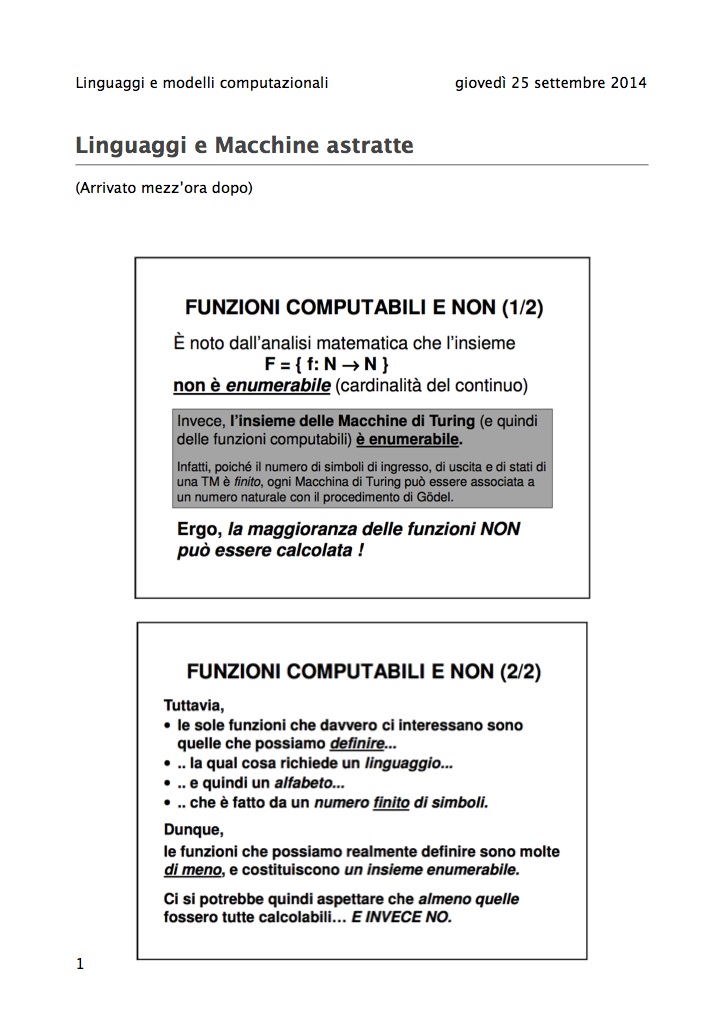 Linguaggi e modelli computazionali giovedì 25 settembre 2014
Linguaggi e Macchine astratte
(Arrivato mezz'ora dopo)
FUNZIONI COMPUTABILI E NON (1/2)
È noto dall'analisi matematica che l'insieme
F = { f: N → N }
non è enumerabile (cardinalità del continuo)
Invece, l'insieme delle Macchine di Turing (e quindi
delle funzioni computabili) è enumerabile.
Infatti, poiché il numero di simboli di ingresso, di uscita e di stati di
una TM è finito, ogni Macchina di Turing può essere associata a
un numero naturale con il procedimento di Gödel.
Ergo, la maggioranza delle funzioni NON
può essere calcolata !
FUNZIONI COMPUTABILI E NON (2/2)
Tuttavia,
• le sole funzioni che davvero ci interessano sono
quelle che possiamo definire...
• .. la qual cosa richiede un linguaggio...
• .. e quindi un alfabeto...
• .. che è fatto da un numero finito di simboli.
Dunque,
le funzioni che possiamo realmente definire sono molte
di meno, e costituiscono un insieme enumerabile.
Ci si potrebbe quindi aspettare che almeno quelle
fossero tutte calcolabili… E INVECE NO.
1